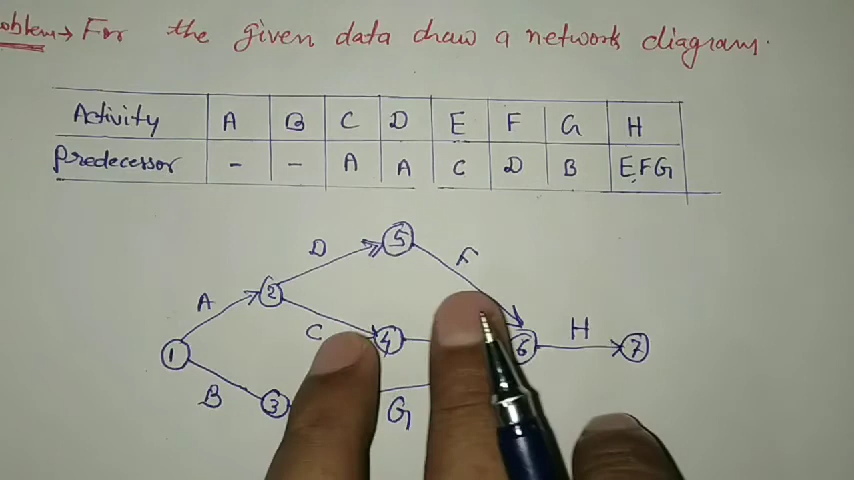 oblem→ For the given data draw a network diagram.
Activity A B C D E F G H
Predecessor - - A A C D B E,F,G
5
D F
2
A
C 4 6 H 7
1
B
3 G